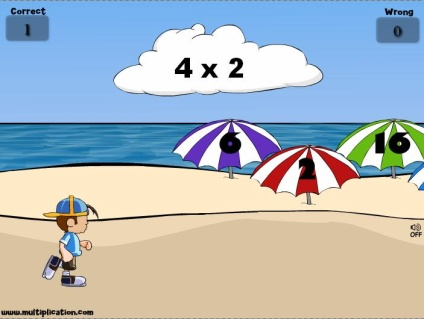 Correct
1
Wrong
0
4 x 2
6
2
16
OFF
www.multiplication.com